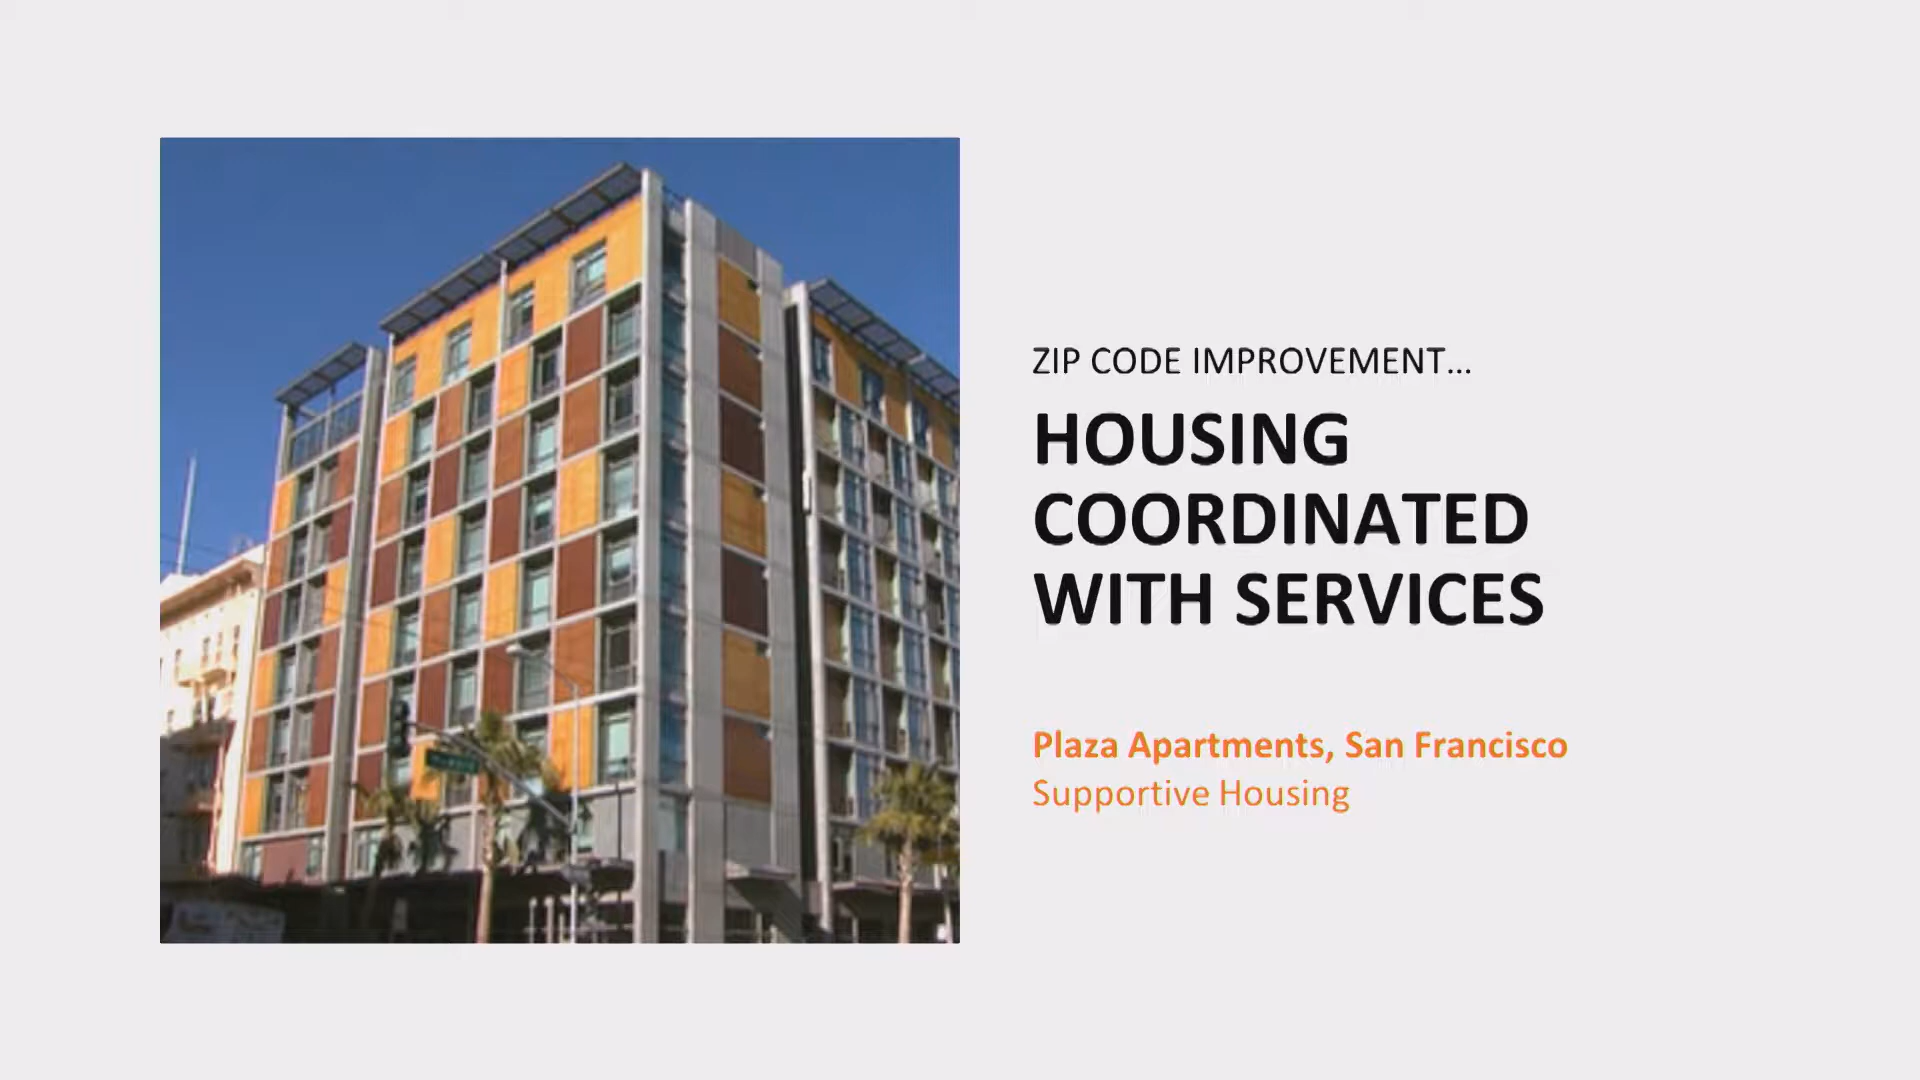 ZIP CODE IMPROVEMENT...
HOUSING
COORDINATED
WITH SERVICES
Plaza Apartments, San Francisco
Supportive Housing